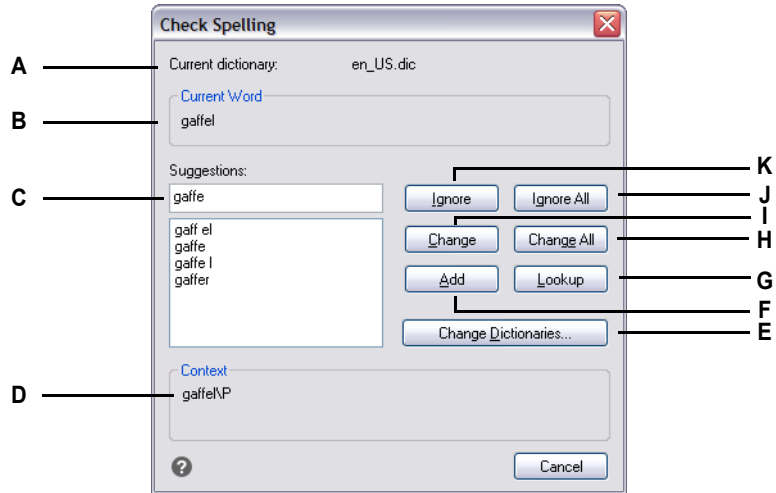 Check Spelling
A
Current dictionary: en_US.dic
Current Word
B
gaffel
K
Suggestions:
C
gaffe
Ignore
Ignore All
J
I
gaff el
gaffe
gaffe l
gaffer
Change
Change All
H
Add
Lookup
G
F
Change Dictionaries...
E
Context
D
gaffel\P
?
Cancel